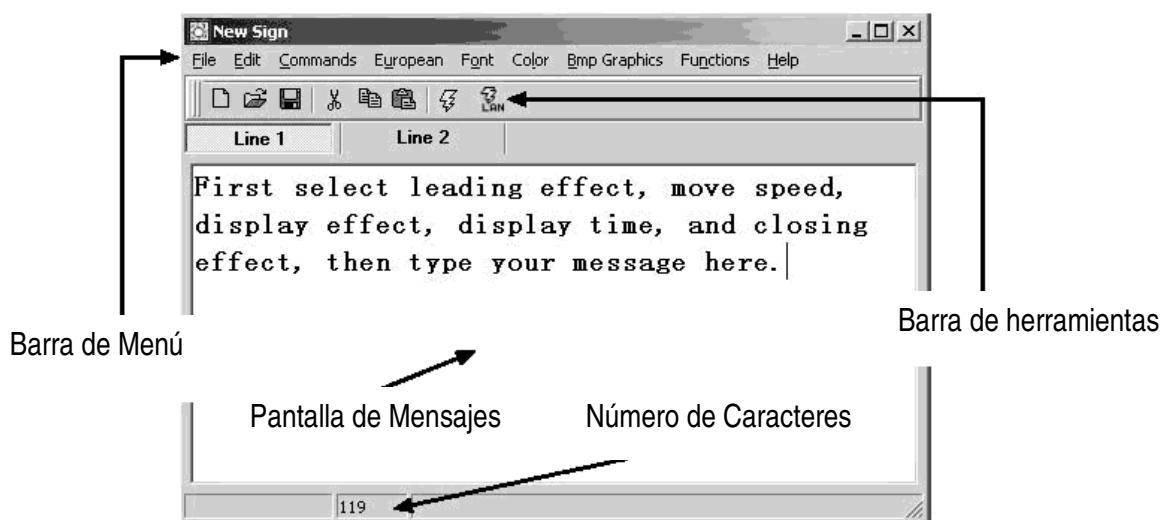 New Sign
File Edit Commands European Font Color Bmp Graphics Functions Help
LAN
Line 1 Line 2
First select leading effect, move speed,
display effect, display time, and closing
effect, then type your message here.
Barra de herramientas
Barra de Menú
Pantalla de Mensajes Número de Caracteres
119